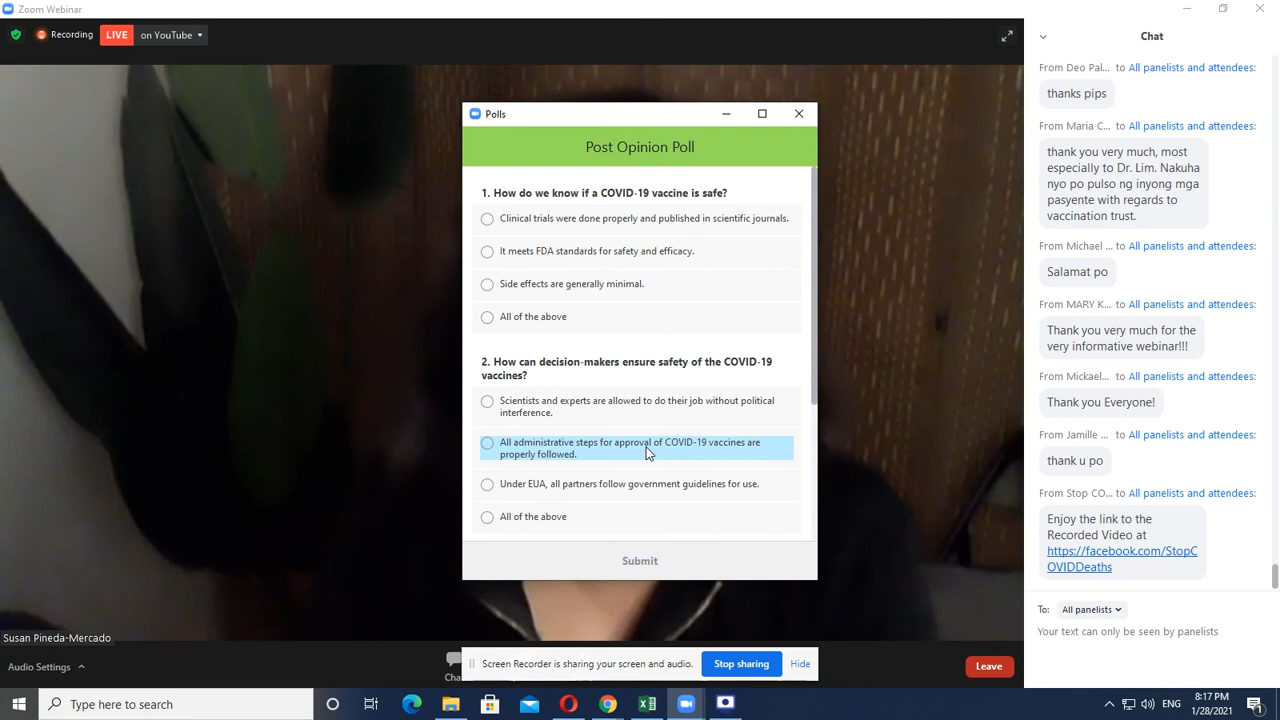 Zoom Webinar
Recording
LIVE
on YouTube
Polls
Post Opinion Poll
1. How do we know if a COVID-19 vaccine is safe?
Clinical trials were done properly and published in scientific journals.
It meets FDA standards for safety and efficacy.
Side effects are generally minimal.
All of the above
2. How can decision-makers ensure safety of the COVID-19
vaccines?
Scientists and experts are allowed to do their job without political
interference.
All administrative steps for approval of COVID-19 vaccines are
properly followed.
Under EUA, all partners follow government guidelines for use.
All of the above
Submit
Susan Pineda-Mercado
Audio Settings
Screen Recorder is sharing your screen and audio.
Stop sharing
Hide
Leave
Chat
From Deo Pal... to All panelists and attendees:
thanks pips
From Maria C... to All panelists and attendees:
thank you very much, most
especially to Dr. Lim. Nakuha
nyo po pulso ng inyong mga
pasyente with regards to
vaccination trust.
From Michael ... to All panelists and attendees:
Salamat po
From MARY K... to All panelists and attendees:
Thank you very much for the
very informative webinar!!!
From Mickael... to All panelists and attendees:
Thank you Everyone!
From Jamille ... to All panelists and attendees:
thank u po
From Stop CO... to All panelists and attendees:
Enjoy the link to the
Recorded Video at
https://facebook.com/StopC
OVIDDeaths
To: All panelists
Your text can only be seen by panelists
Type here to search
8:17 PM
1/28/2021
1